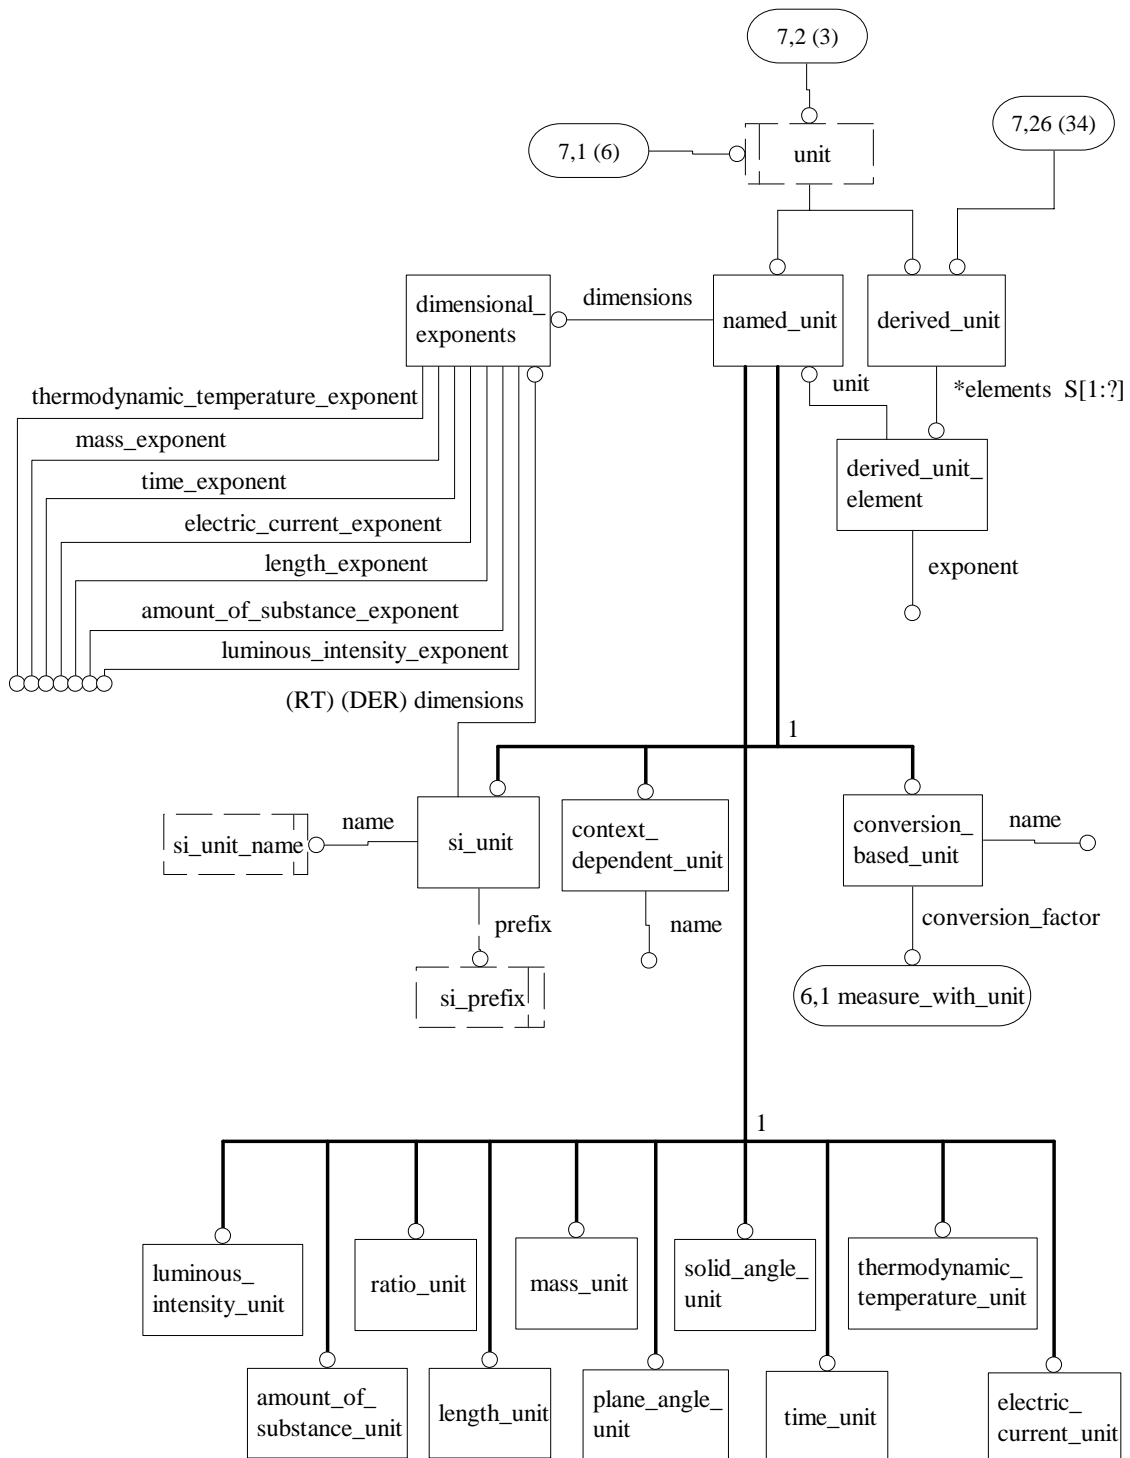 7,2 (3)
7,26 (34)
7,1 (6)
unit
dimensional_
exponents
dimensions
named_unit
derived_unit
unit
*elements  S[1:?]
thermodynamic_temperature_exponent
mass_exponent
time_exponent
electric_current_exponent
length_exponent
amount_of_substance_exponent
luminous_intensity_exponent
derived_unit_
element
exponent
(RT) (DER) dimensions
1
si_unit_name
name
si_unit
context_
dependent_unit
conversion_
based_unit
name
prefix
name
conversion_factor
si_prefix
6,1 measure_with_unit
1
luminous_
intensity_unit
ratio_unit
mass_unit
solid_angle_
unit
thermodynamic_
temperature_unit
amount_of_
substance_unit
length_unit
plane_angle_
unit
time_unit
electric_
current_unit